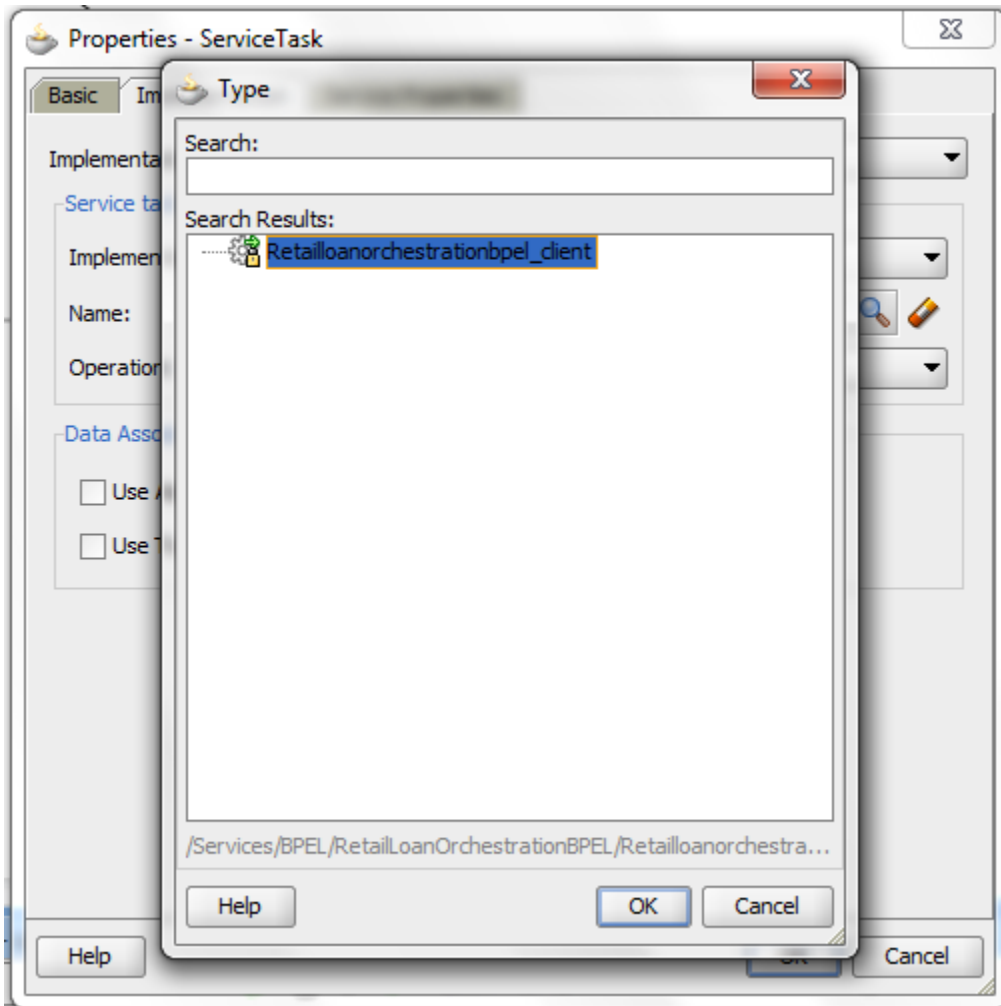 Properties - ServiceTask
Type
Basic
Im
Search:
Implementa
Service ta
Search Results:
Retailloanorchestrationbpel_client
Implemen
Name:
Operation
Data Asso
Use A
Use T
/Services/BPEL/RetailLoanOrchestrationBPEL/Retailloanorchestra...
Help
OK
Cancel
Help
OK
Cancel